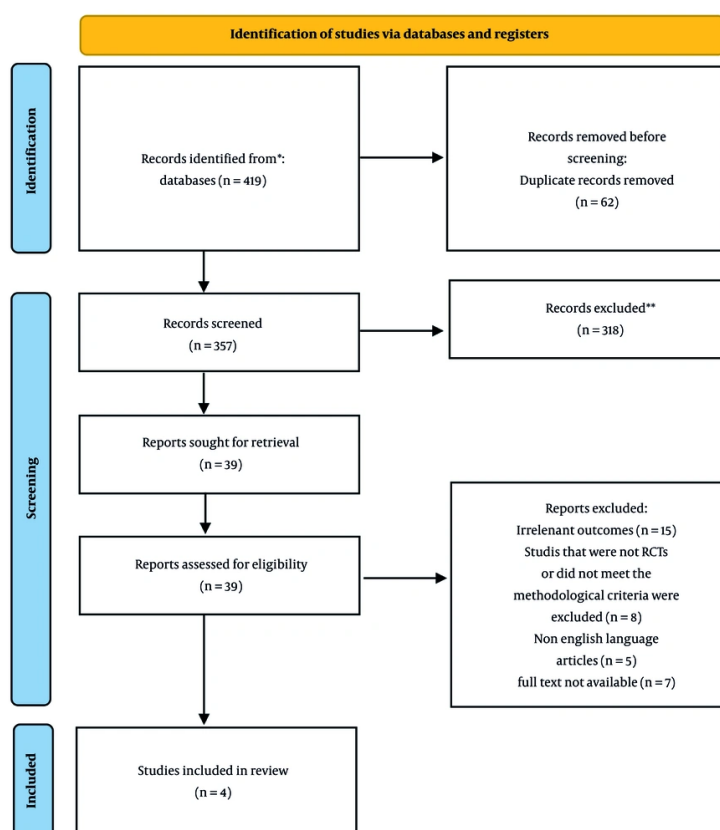 Identification of studies via databases and registers
Identification
Records identified from*:
databases (n = 419)
Records removed before
screening:
Duplicate records removed
(n = 62)
Screening
Records screened
(n = 357)
Records excluded**
(n = 318)
Reports sought for retrieval
(n = 39)
Reports assessed for eligibility
(n = 39)
Reports excluded:
Irrelenant outcomes (n = 15)
Studis that were not RCTs
or did not meet the
methodological criteria were
excluded (n = 8)
Non english language
articles (n = 5)
full text not available (n = 7)
Included
Studies included in review
(n = 4)